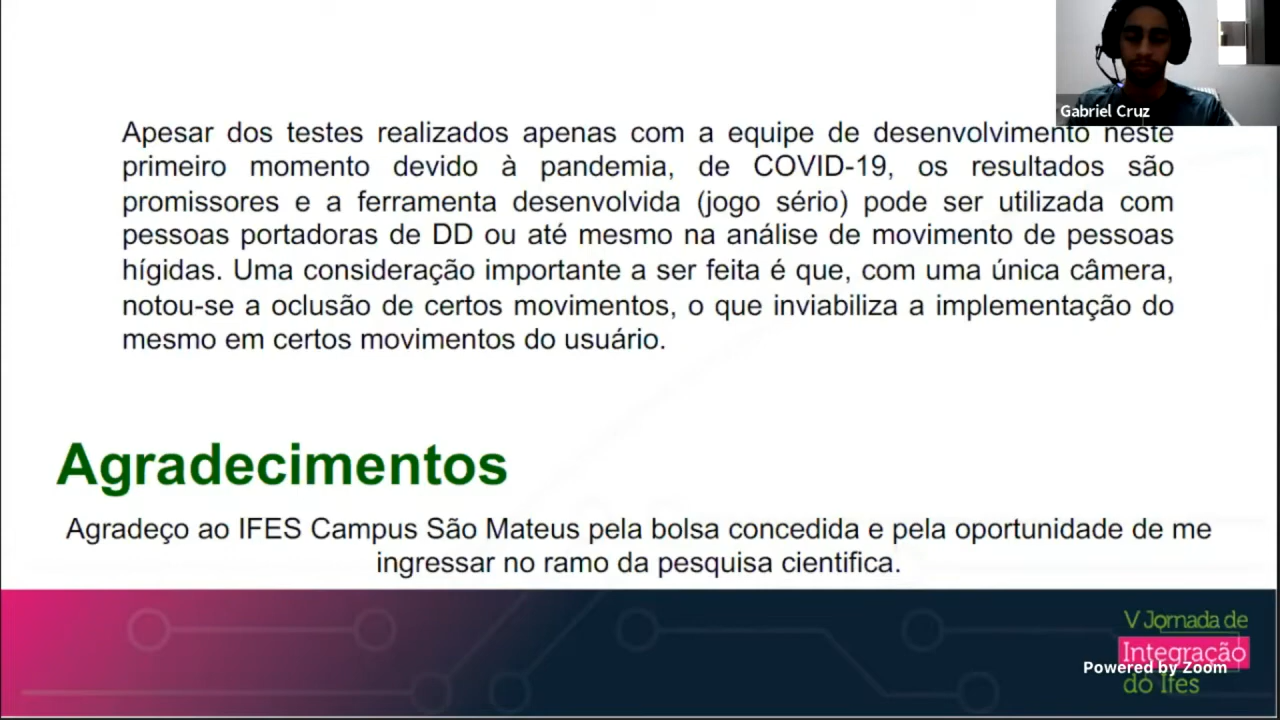 Gabriel Cruz
Apesar dos testes realizados apenas com a equipe de desenvolvimento neste
primeiro momento devido à pandemia, de COVID-19, os resultados são
promissores e a ferramenta desenvolvida (jogo sério) pode ser utilizada com
pessoas portadoras de DD ou até mesmo na análise de movimento de pessoas
hígidas. Uma consideração importante a ser feita é que, com uma única câmera,
notou-se a oclusão de certos movimentos, o que inviabiliza a implementação do
mesmo em certos movimentos do usuário.
Agradecimentos
Agradeço ao IFES Campus São Mateus pela bolsa concedida e pela oportunidade de me
ingressar no ramo da pesquisa cientifica.
V Jornada de
Integração
Powered by Zoom
do Ifes